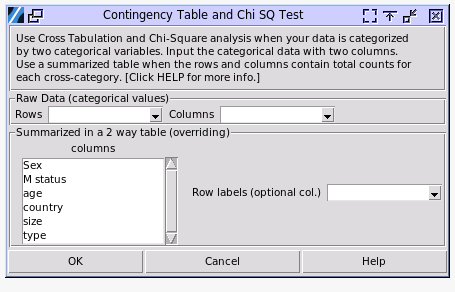 Contingency Table and Chi SQ Test
Use Cross Tabulation and Chi-Square analysis when your data is categorized
by two categorical variables. Input the categorical data with two columns.
Use a summarized table when the rows and columns contain total counts for
each cross-category. [Click HELP for more info.]
Raw Data (categorical values)
Rows Columns
Summarized in a 2 way table (overriding)
columns
Sex
M status
age
country
size
type
Row labels (optional col.)
OK Cancel Help